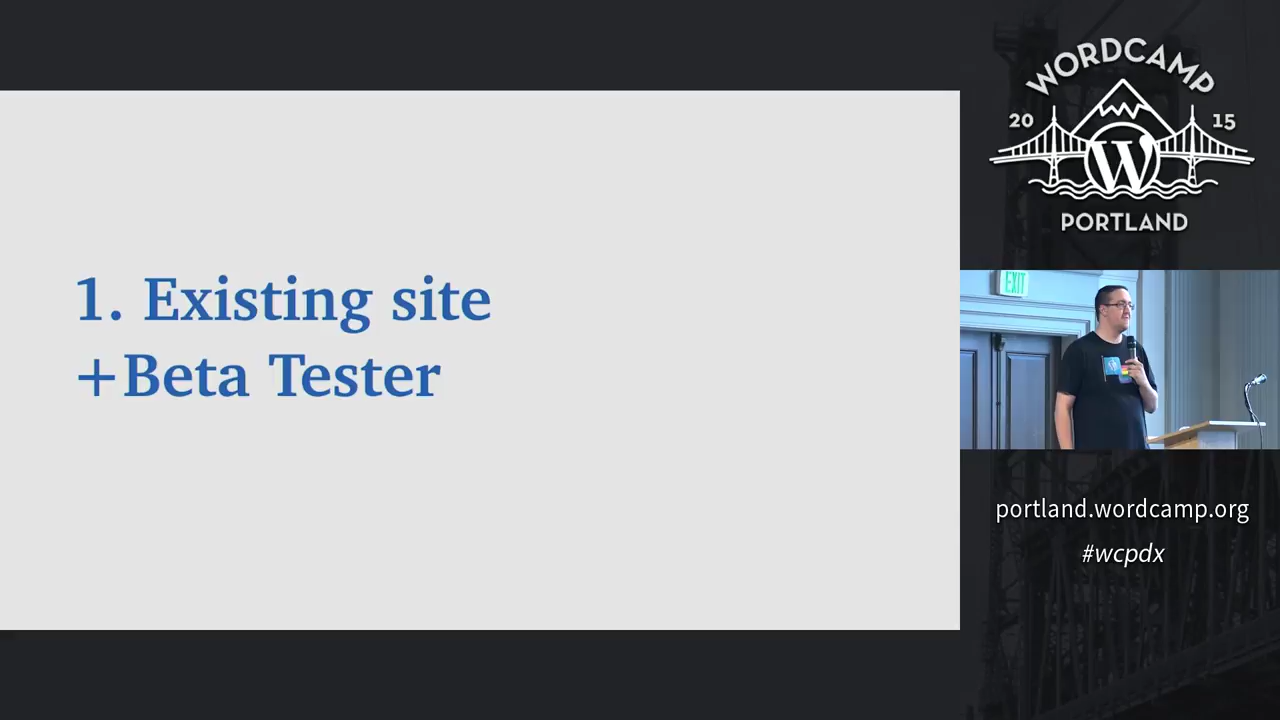 1. Existing site
+Beta Tester
WORDCAMP
20 15
W
PORTLAND
EXIT
portland.wordcamp.org
#wcpdx